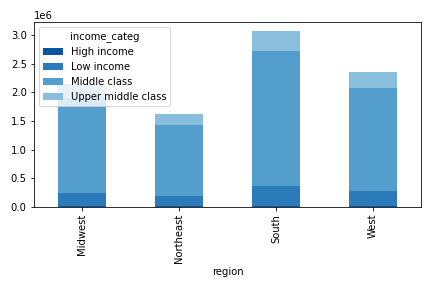 1e6
income_categ
High income
Low income
Middle class
Upper middle class
3.0
2.5
2.0
1.5
1.0
0.5
0.0
Midwest
Northeast
South
West
region